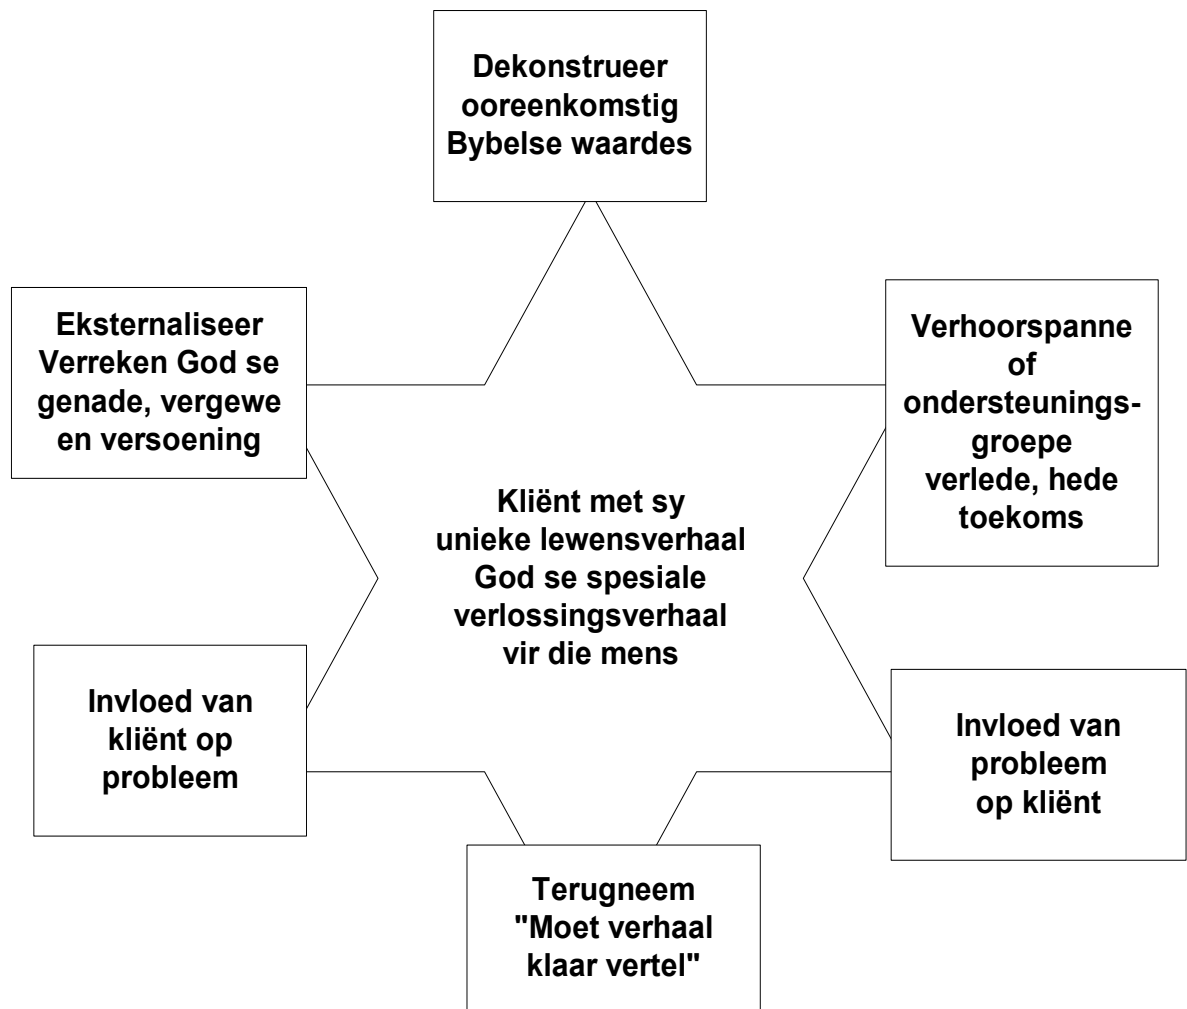 Dekonstrueer
ooreenkomstig
Bybelse waardes
Eksternaliseer
Verreken God se
genade, vergewe
en versoening
Verhoorspanne
of
ondersteunings-
groepe
verlede, hede
toekoms
Kliënt met sy
unieke lewensverhaal
God se spesiale
verlossingsverhaal
vir die mens
Invloed van
kliënt op
probleem
Invloed van
probleem
op kliënt
Terugneem
"Moet verhaal
klaar vertel"